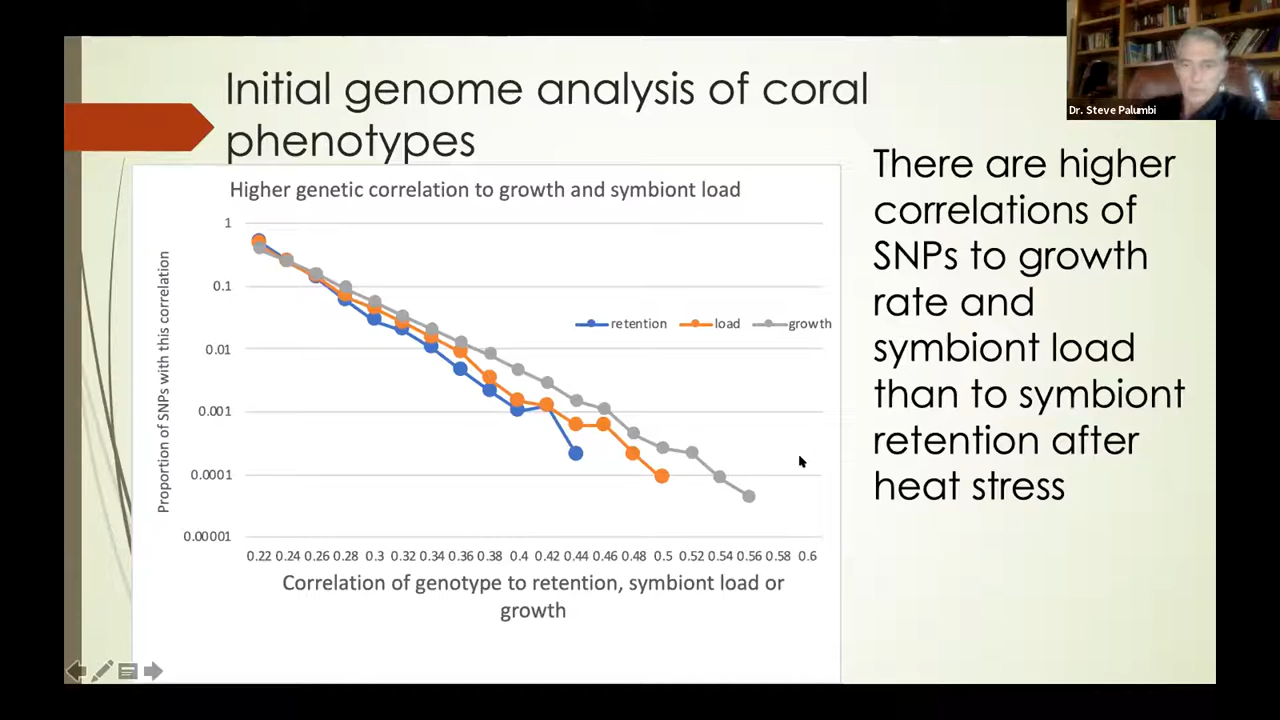 Initial genome analysis of coral
phenotypes
Dr. Steve Palumbi
Higher genetic correlation to growth and symbiont load
Proportion of SNPs with this correlation
1
0.1
0.01
0.001
0.0001
0.00001
retention load growth
0.22 0.24 0.26 0.28 0.3 0.32 0.34 0.36 0.38 0.4 0.42 0.44 0.46 0.48 0.5 0.52 0.54 0.56 0.58 0.6
Correlation of genotype to retention, symbiont load or
growth
There are higher
correlations of
SNPs to growth
rate and
symbiont load
than to symbiont
retention after
heat stress